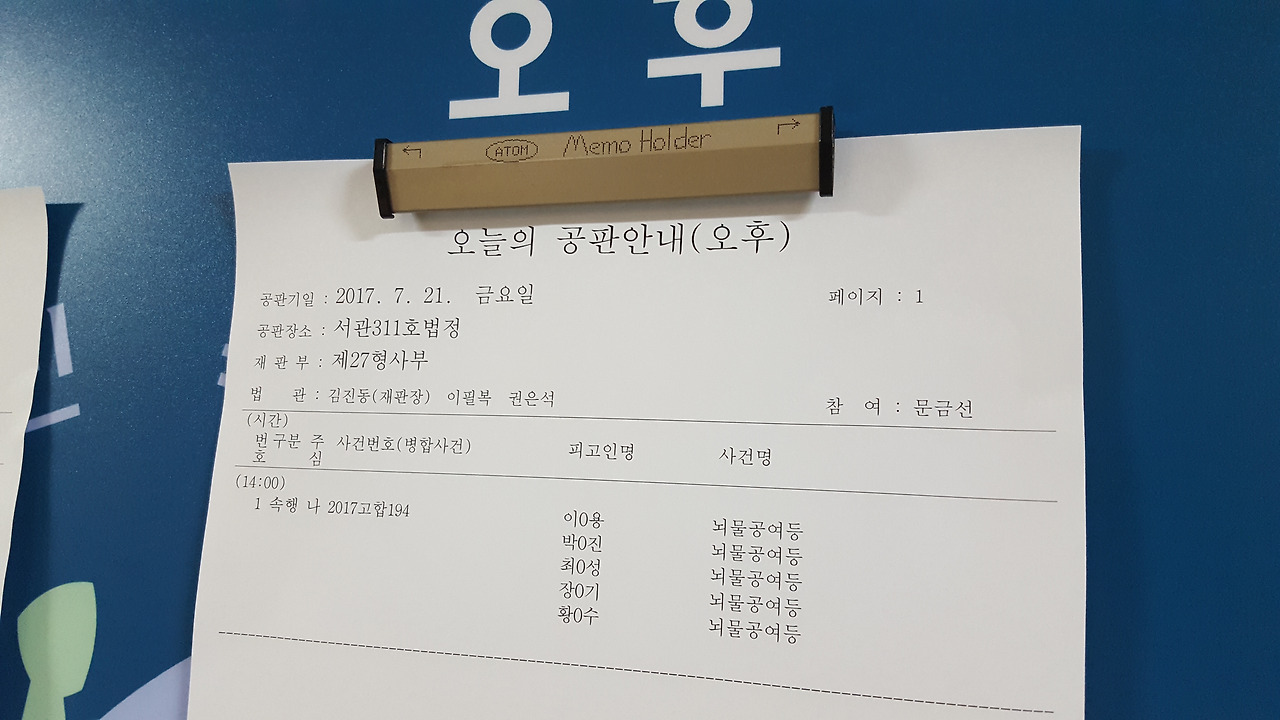 오후
ATOM Memo Holder
오늘의 공판안내(오후)
공판기일 : 2017. 7. 21. 금요일 페이지 : 1
공판장소 : 서관311호법정
재 판 부 : 제27형사부
법 관 : 김진동(재판장) 이필복 권은석 참 여 : 문금선
(시간)
번 구분 주 사건번호(병합사건) 피고인명 사건명
호 심
(14:00)
1 속행 나 2017고합194 이0용 뇌물공여등
박0진 뇌물공여등
최0성 뇌물공여등
장0기 뇌물공여등
황0수 뇌물공여등